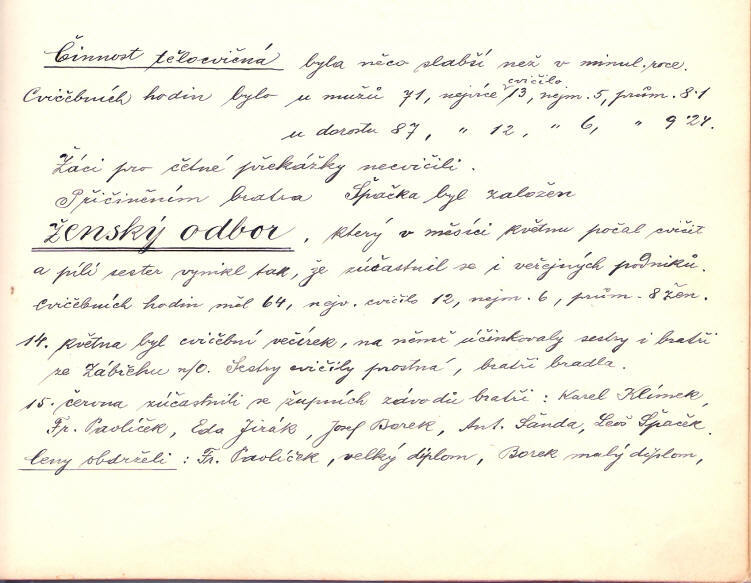 Činnost tělocvičná byla něco slabší než v minul. roce.
Cvičebních hodin bylo u mužů 71, nejvíce cvičilo 13, nejm. 5, prům. 8·1
u dorostu 87, " 12, " 6, " 9·24.
Žáci pro četné překážky necvičili.
Přičiněním bratra Špačka byl založen
Ženský odbor, který v měsíci květnu počal cvičit
a pílí sester vynikl tak, že zúčastnil se i veřejných podniků.
Cvičebních hodin měl 64, nejv. cvičilo 12, nejm. 6, prům. 8 žen.
14. května byl cvičební večírek, na němž účinkovaly sestry i bratři
ze Zábřehu n/O. Sestry cvičily prostná, bratři bradla.
15. června zúčastnili se župních závodů bratři: Karel Klímek,
Fr. Pavlíček, Eda Jirák, Josef Borek, Ant. Šanda, Leoš Špaček.
Ceny obdrželi: Fr. Pavlíček, velký diplom, Borek malý diplom,